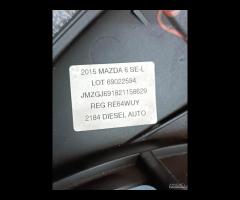 2015 MAZDA 6 SE-L
LOT 69022594
JMZGJ691821158629
REG RE64WUY
2184 DIESEL AUTO